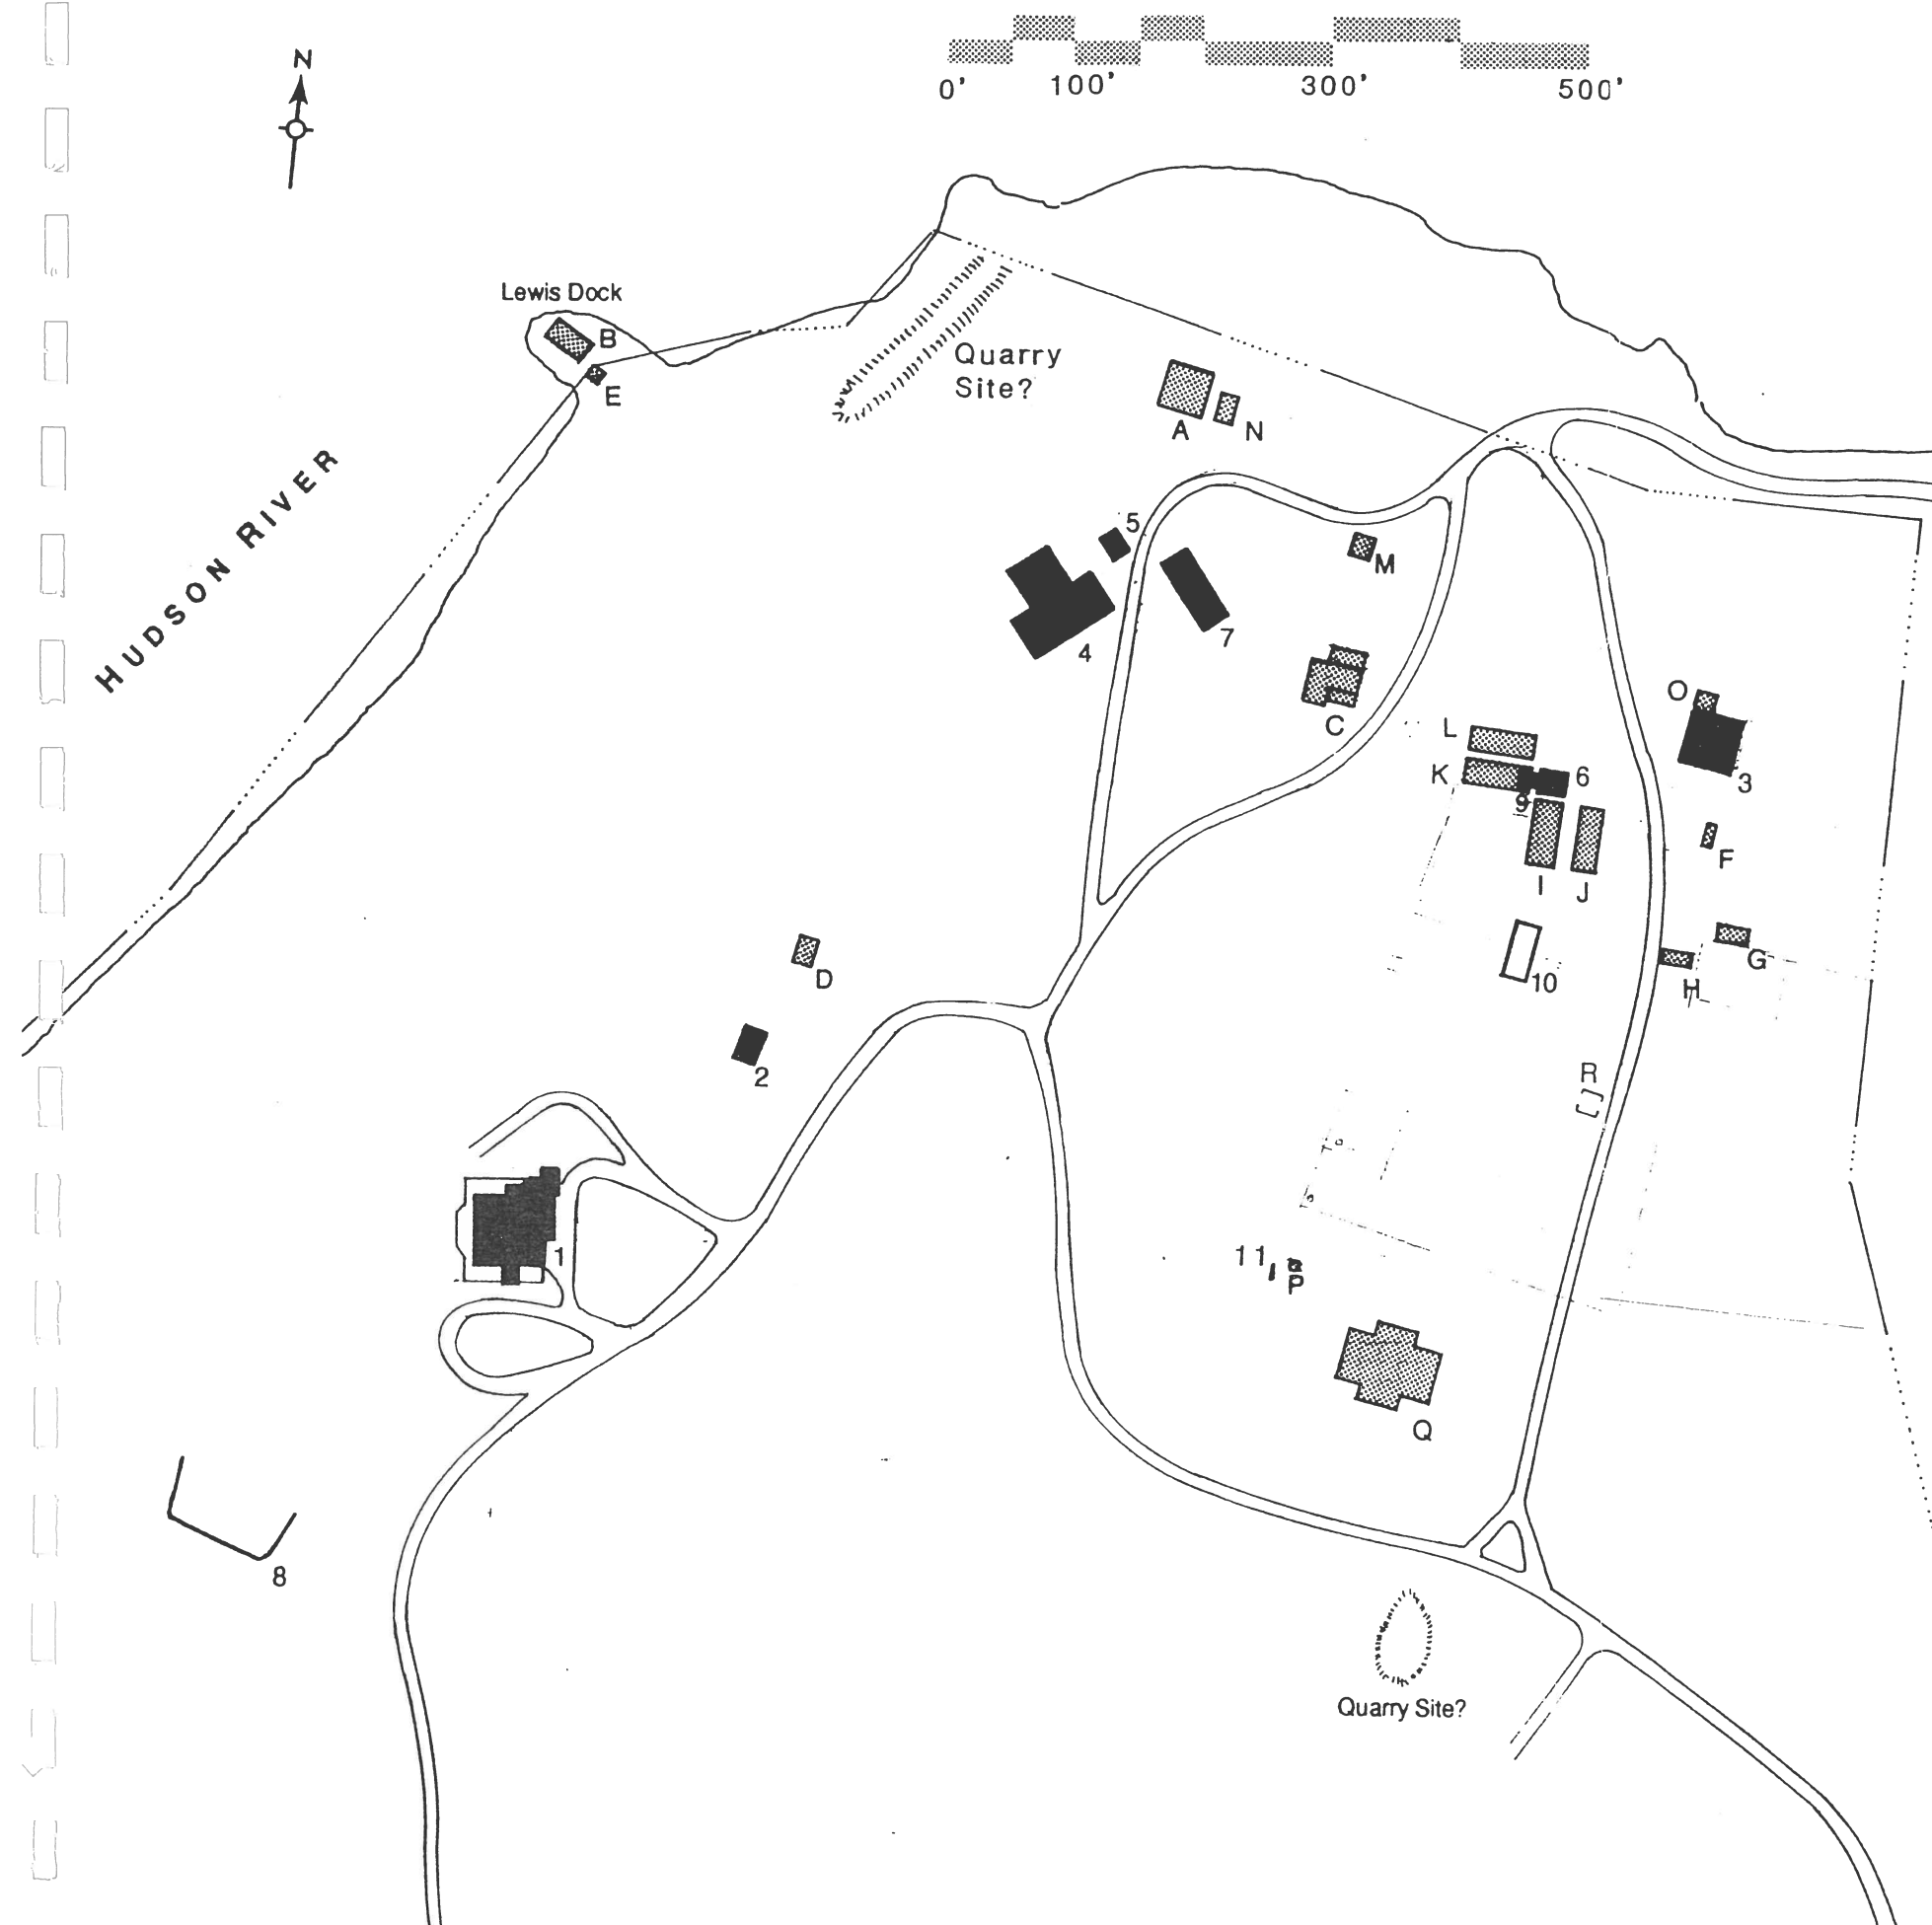 N
0' 100' 300' 500'
Lewis Dock
B
E
Quarry
Site?
A
N
HUDSON RIVER
5
M
4
7
C
O
L
3
K
6
9
F
I
J
D
G
10
H
2
R
1
11
P
Q
8
Quarry Site?